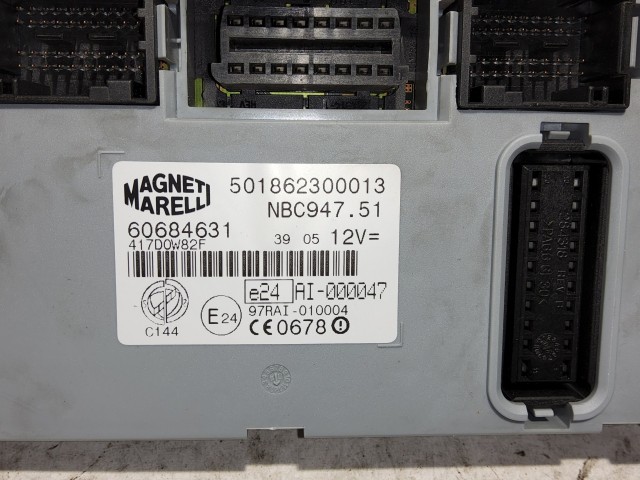 MAGNETI
MARELLI
501862300013
NBC947.51
60684631
417D0W82F
39 05 12V=
e24 AI-000047
97RAI-010004
C144
E24
CE0678